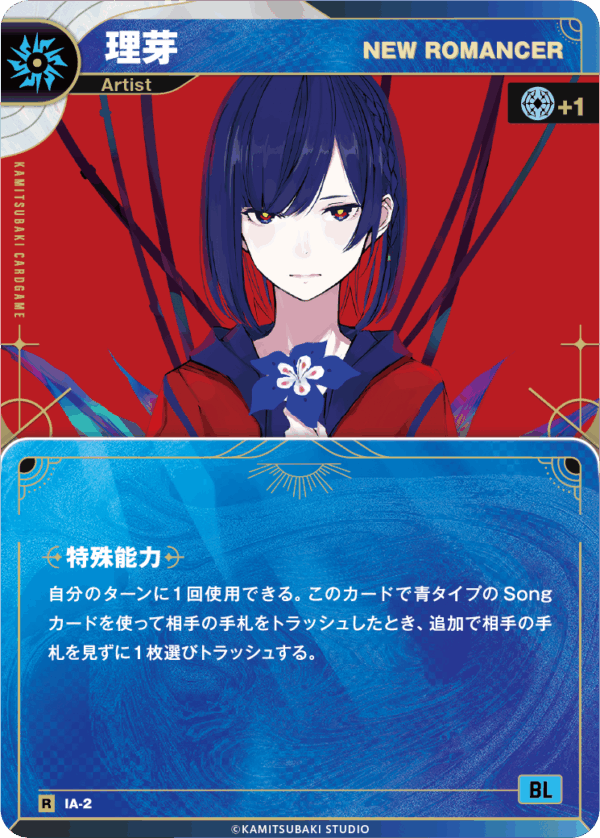 理芽
NEW ROMANCER
Artist
+1
KAMITSUBAKI CARDGAME
特殊能力
自分のターンに1回使用できる。このカードで青タイプのSong
カードを使って相手の手札をトラッシュしたとき、追加で相手の手
札を見ずに1枚選びトラッシュする。
R IA-2
BL
©KAMITSUBAKI STUDIO